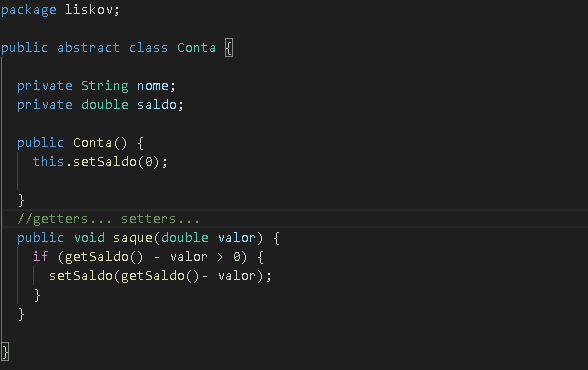 package liskov;
public abstract class Conta {
private String nome;
private double saldo;
public Conta() {
this.setSaldo(0);
}
//getters... setters...
public void saque(double valor) {
if (getSaldo() - valor > 0) {
setSaldo(getSaldo()- valor);
}
}
}